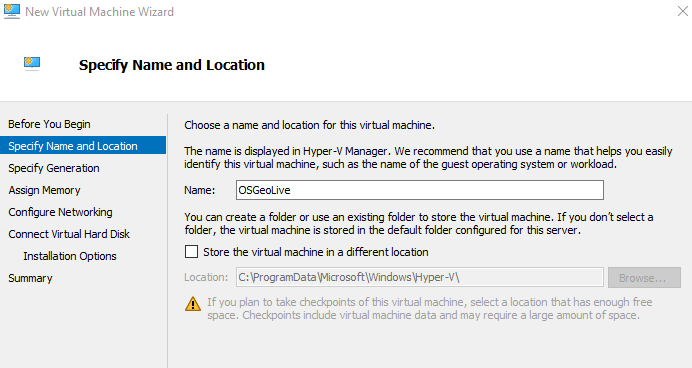 New Virtual Machine Wizard
Specify Name and Location
Before You Begin
Specify Name and Location
Specify Generation
Assign Memory
Configure Networking
Connect Virtual Hard Disk
Installation Options
Summary
Choose a name and location for this virtual machine.
The name is displayed in Hyper-V Manager. We recommend that you use a name that helps you easily
identify this virtual machine, such as the name of the guest operating system or workload.
Name: OSGeoLive
You can create a folder or use an existing folder to store the virtual machine. If you don't select a
folder, the virtual machine is stored in the default folder configured for this server.
Store the virtual machine in a different location
Location: C:\ProgramData\Microsoft\Windows\Hyper-V\ Browse...
If you plan to take checkpoints of this virtual machine, select a location that has enough free
space. Checkpoints include virtual machine data and may require a large amount of space.